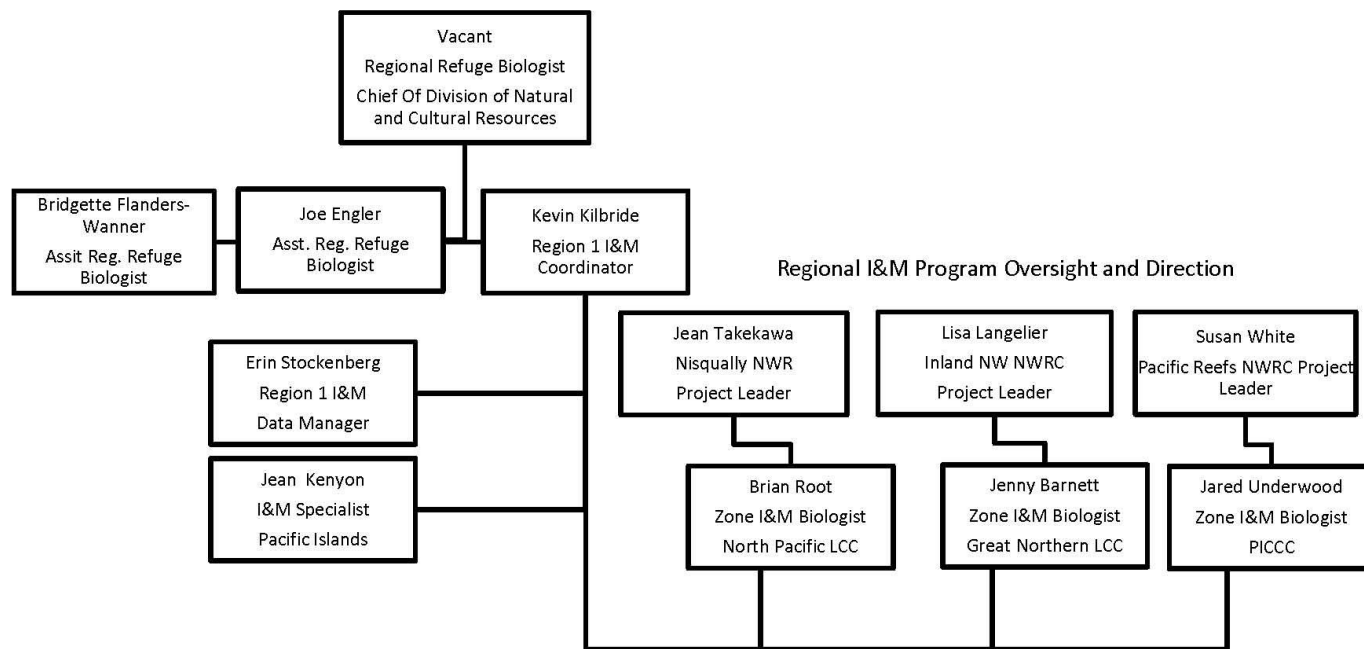 Vacant
Regional Refuge Biologist
Chief Of Division of Natural
and Cultural Resources
Bridgette Flanders-
Wanner
Assit Reg. Refuge
Biologist
Joe Engler
Asst. Reg. Refuge
Biologist
Kevin Kilbride
Region 1 I&M
Coordinator
Regional I&M Program Oversight and Direction
Erin Stockenberg
Region 1 I&M
Data Manager
Jean Takekawa
Nisqually NWR
Project Leader
Lisa Langelier
Inland NW NWRC
Project Leader
Susan White
Pacific Reefs NWRC Project
Leader
Jean Kenyon
I&M Specialist
Pacific Islands
Brian Root
Zone I&M Biologist
North Pacific LCC
Jenny Barnett
Zone I&M Biologist
Great Northern LCC
Jared Underwood
Zone I&M Biologist
PICCC